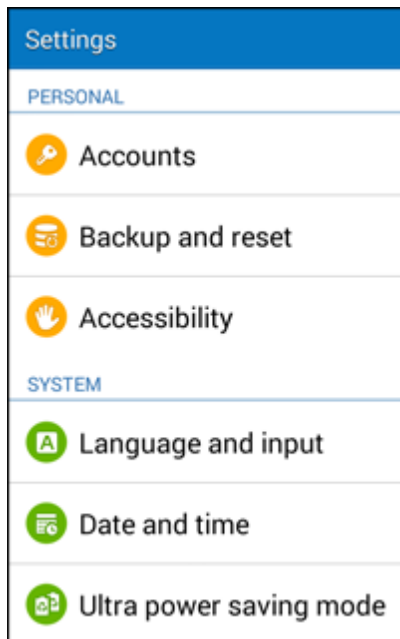 Settings
PERSONAL
Accounts
Backup and reset
Accessibility
SYSTEM
A Language and input
Date and time
Ultra power saving mode